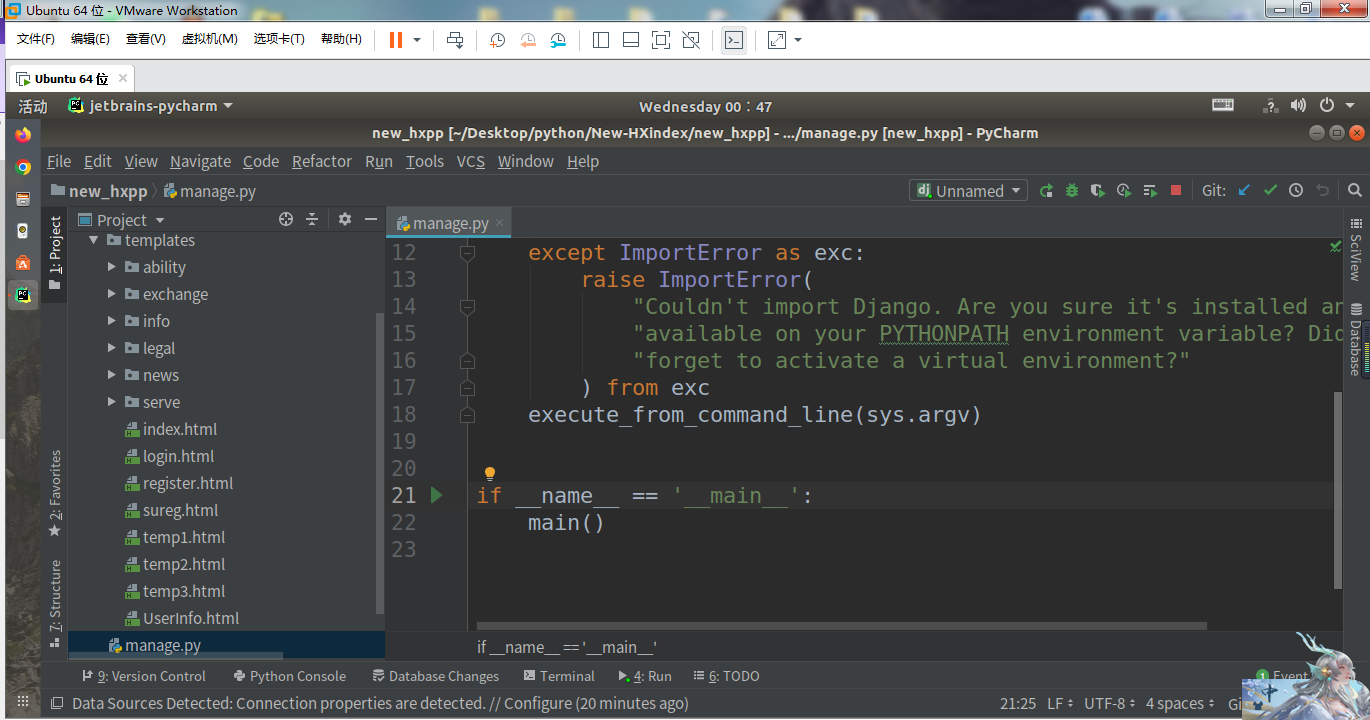 Ubuntu 64 位 - VMware Workstation
文件(F) 编辑(E) 查看(V) 虚拟机(M) 选项卡(T) 帮助(H)
Ubuntu 64 位
活动 jetbrains-pycharm Wednesday 00：47
new_hxpp [~/Desktop/python/New-HXindex/new_hxpp] - .../manage.py [new_hxpp] - PyCharm
File Edit View Navigate Code Refactor Run Tools VCS Window Help
new_hxpp manage.py dj Unnamed Git:
Project manage.py
1: Project
2: Favorites
7: Structure
templates
ability
exchange
info
legal
news
serve
index.html
login.html
register.html
sureg.html
temp1.html
temp2.html
temp3.html
UserInfo.html
manage.py
12 except ImportError as exc:
13 raise ImportError(
14 "Couldn't import Django. Are you sure it's installed an
15 "available on your PYTHONPATH environment variable? Did
16 "forget to activate a virtual environment?"
17 ) from exc
18 execute_from_command_line(sys.argv)
19
20
21 if __name__ == '__main__':
22 main()
23
if __name__ == '__main__'
SciView
Database
9: Version Control Python Console Database Changes Terminal 4: Run 6: TODO 1 Event
Data Sources Detected: Connection properties are detected. // Configure (20 minutes ago) 21:25 LF UTF-8 4 spaces Gi